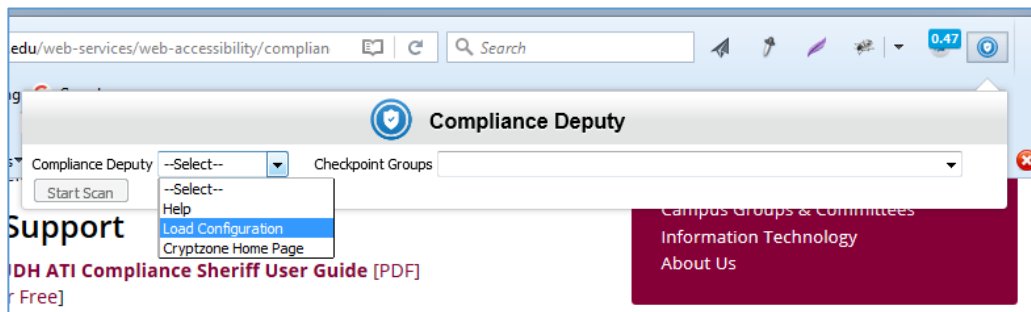 edu/web-services/web-accessibility/complian Search 0.47
Compliance Deputy
Compliance Deputy --Select-- Checkpoint Groups
Start Scan
--Select--
Help
Load Configuration
Cryptzone Home Page
Support
UDH ATI Compliance Sheriff User Guide [PDF]
r Free]
Campus Groups & Committees
Information Technology
About Us